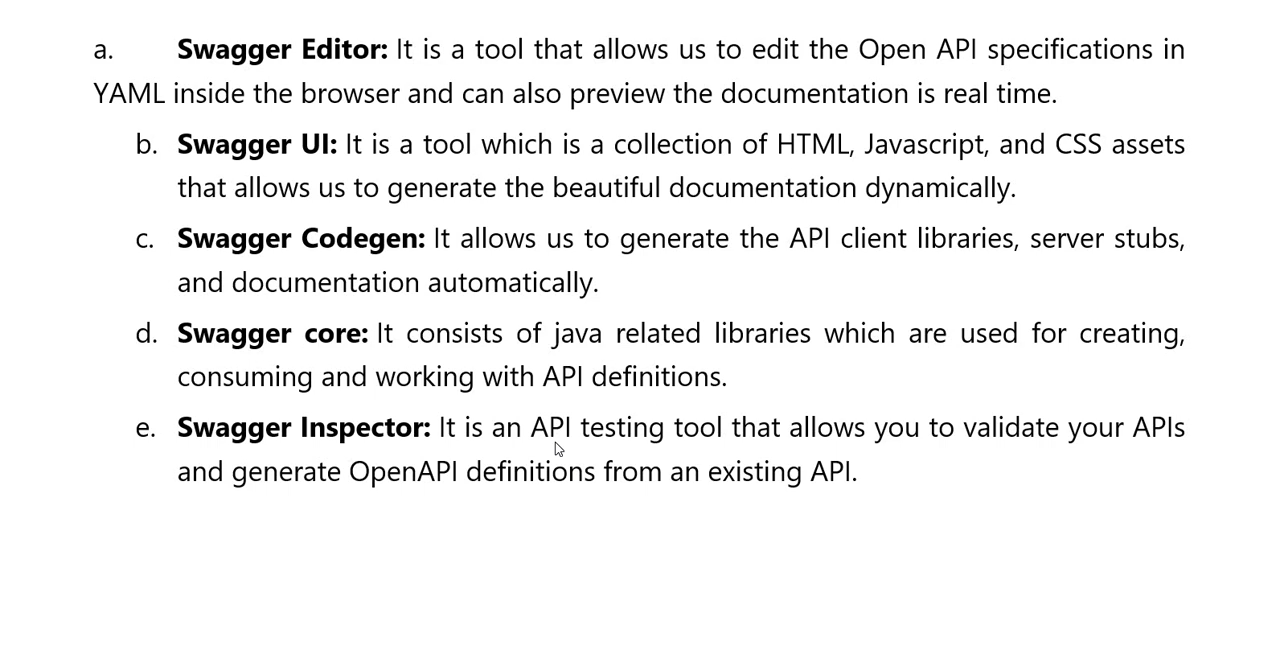 a. Swagger Editor: It is a tool that allows us to edit the Open API specifications in
YAML inside the browser and can also preview the documentation is real time.
b. Swagger UI: It is a tool which is a collection of HTML, Javascript, and CSS assets
that allows us to generate the beautiful documentation dynamically.
c. Swagger Codegen: It allows us to generate the API client libraries, server stubs,
and documentation automatically.
d. Swagger core: It consists of java related libraries which are used for creating,
consuming and working with API definitions.
e. Swagger Inspector: It is an API testing tool that allows you to validate your APIs
and generate OpenAPI definitions from an existing API.